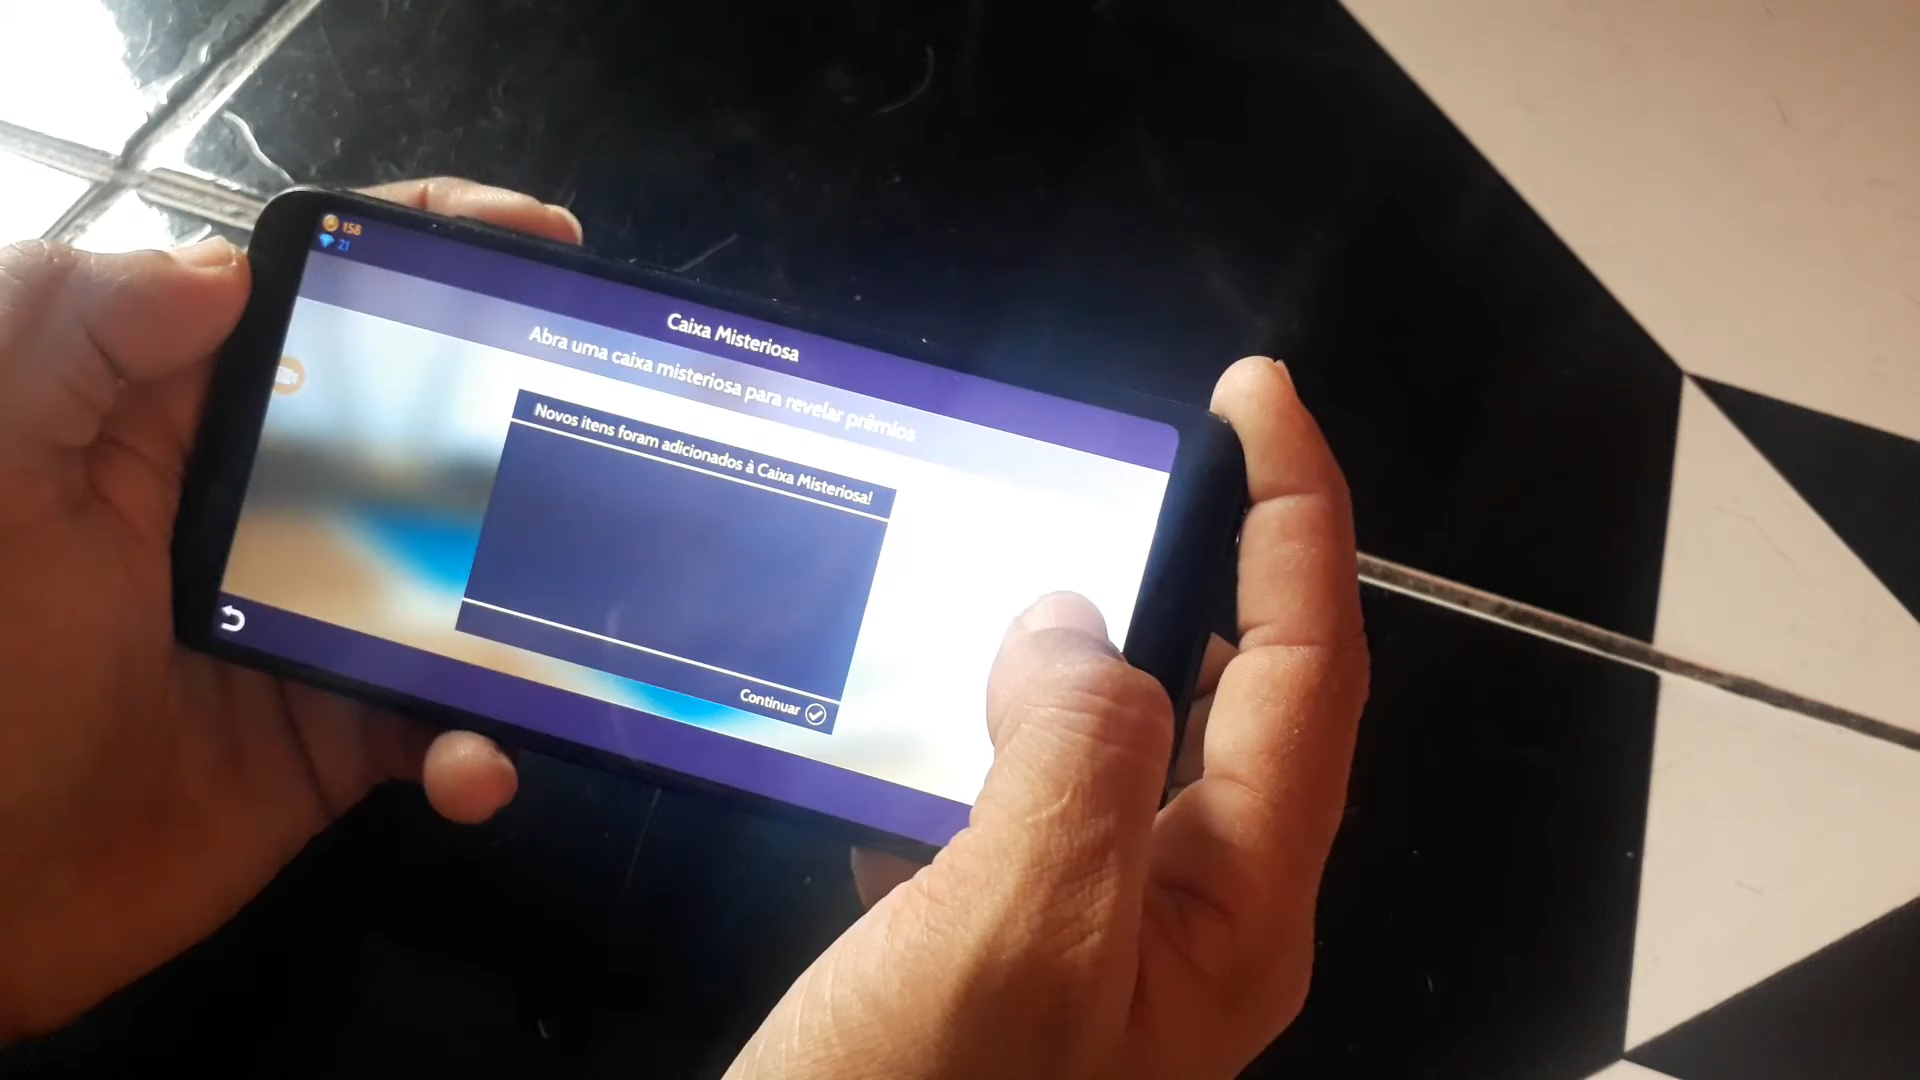 158
21
Caixa Misteriosa
Abra uma caixa misteriosa para revelar prêmios
Novos itens foram adicionados à Caixa Misteriosa!
Continuar